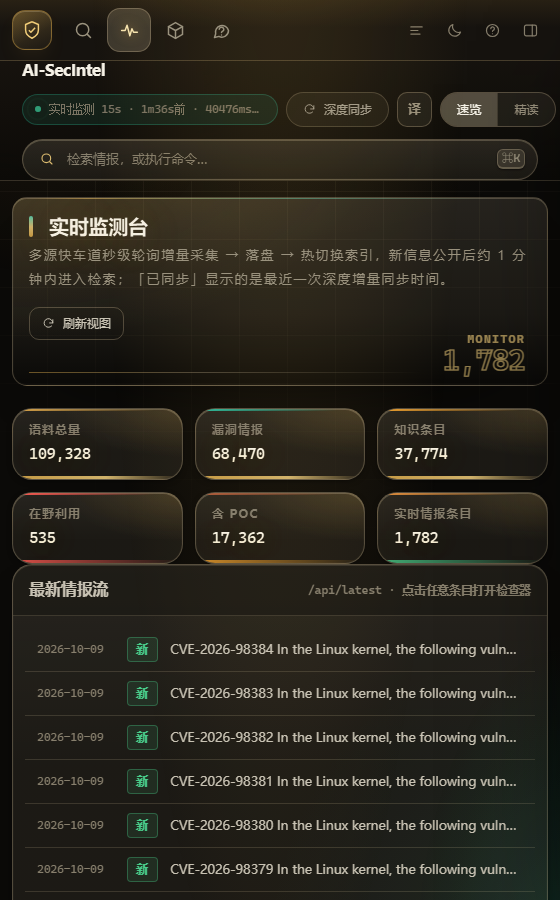 AI-SecIntel
实时监测 15s · 1m36s前 · 40476ms…
深度同步
译
速览
精读
检索情报，或执行命令…
⌘K
实时监测台
多源快车道秒级轮询增量采集 → 落盘 → 热切换索引，新信息公开后约 1 分
钟内进入检索；「已同步」显示的是最近一次深度增量同步时间。
刷新视图
MONITOR
1,782
语料总量
109,328
漏洞情报
68,470
知识条目
37,774
在野利用
535
含 POC
17,362
实时情报条目
1,782
最新情报流
/api/latest · 点击任意条目打开检查器
2026-10-09 新 CVE-2026-98384 In the Linux kernel, the following vuln…
2026-10-09 新 CVE-2026-98383 In the Linux kernel, the following vuln…
2026-10-09 新 CVE-2026-98382 In the Linux kernel, the following vuln…
2026-10-09 新 CVE-2026-98381 In the Linux kernel, the following vuln…
2026-10-09 新 CVE-2026-98380 In the Linux kernel, the following vuln…
2026-10-09 新 CVE-2026-98379 In the Linux kernel, the following vuln…